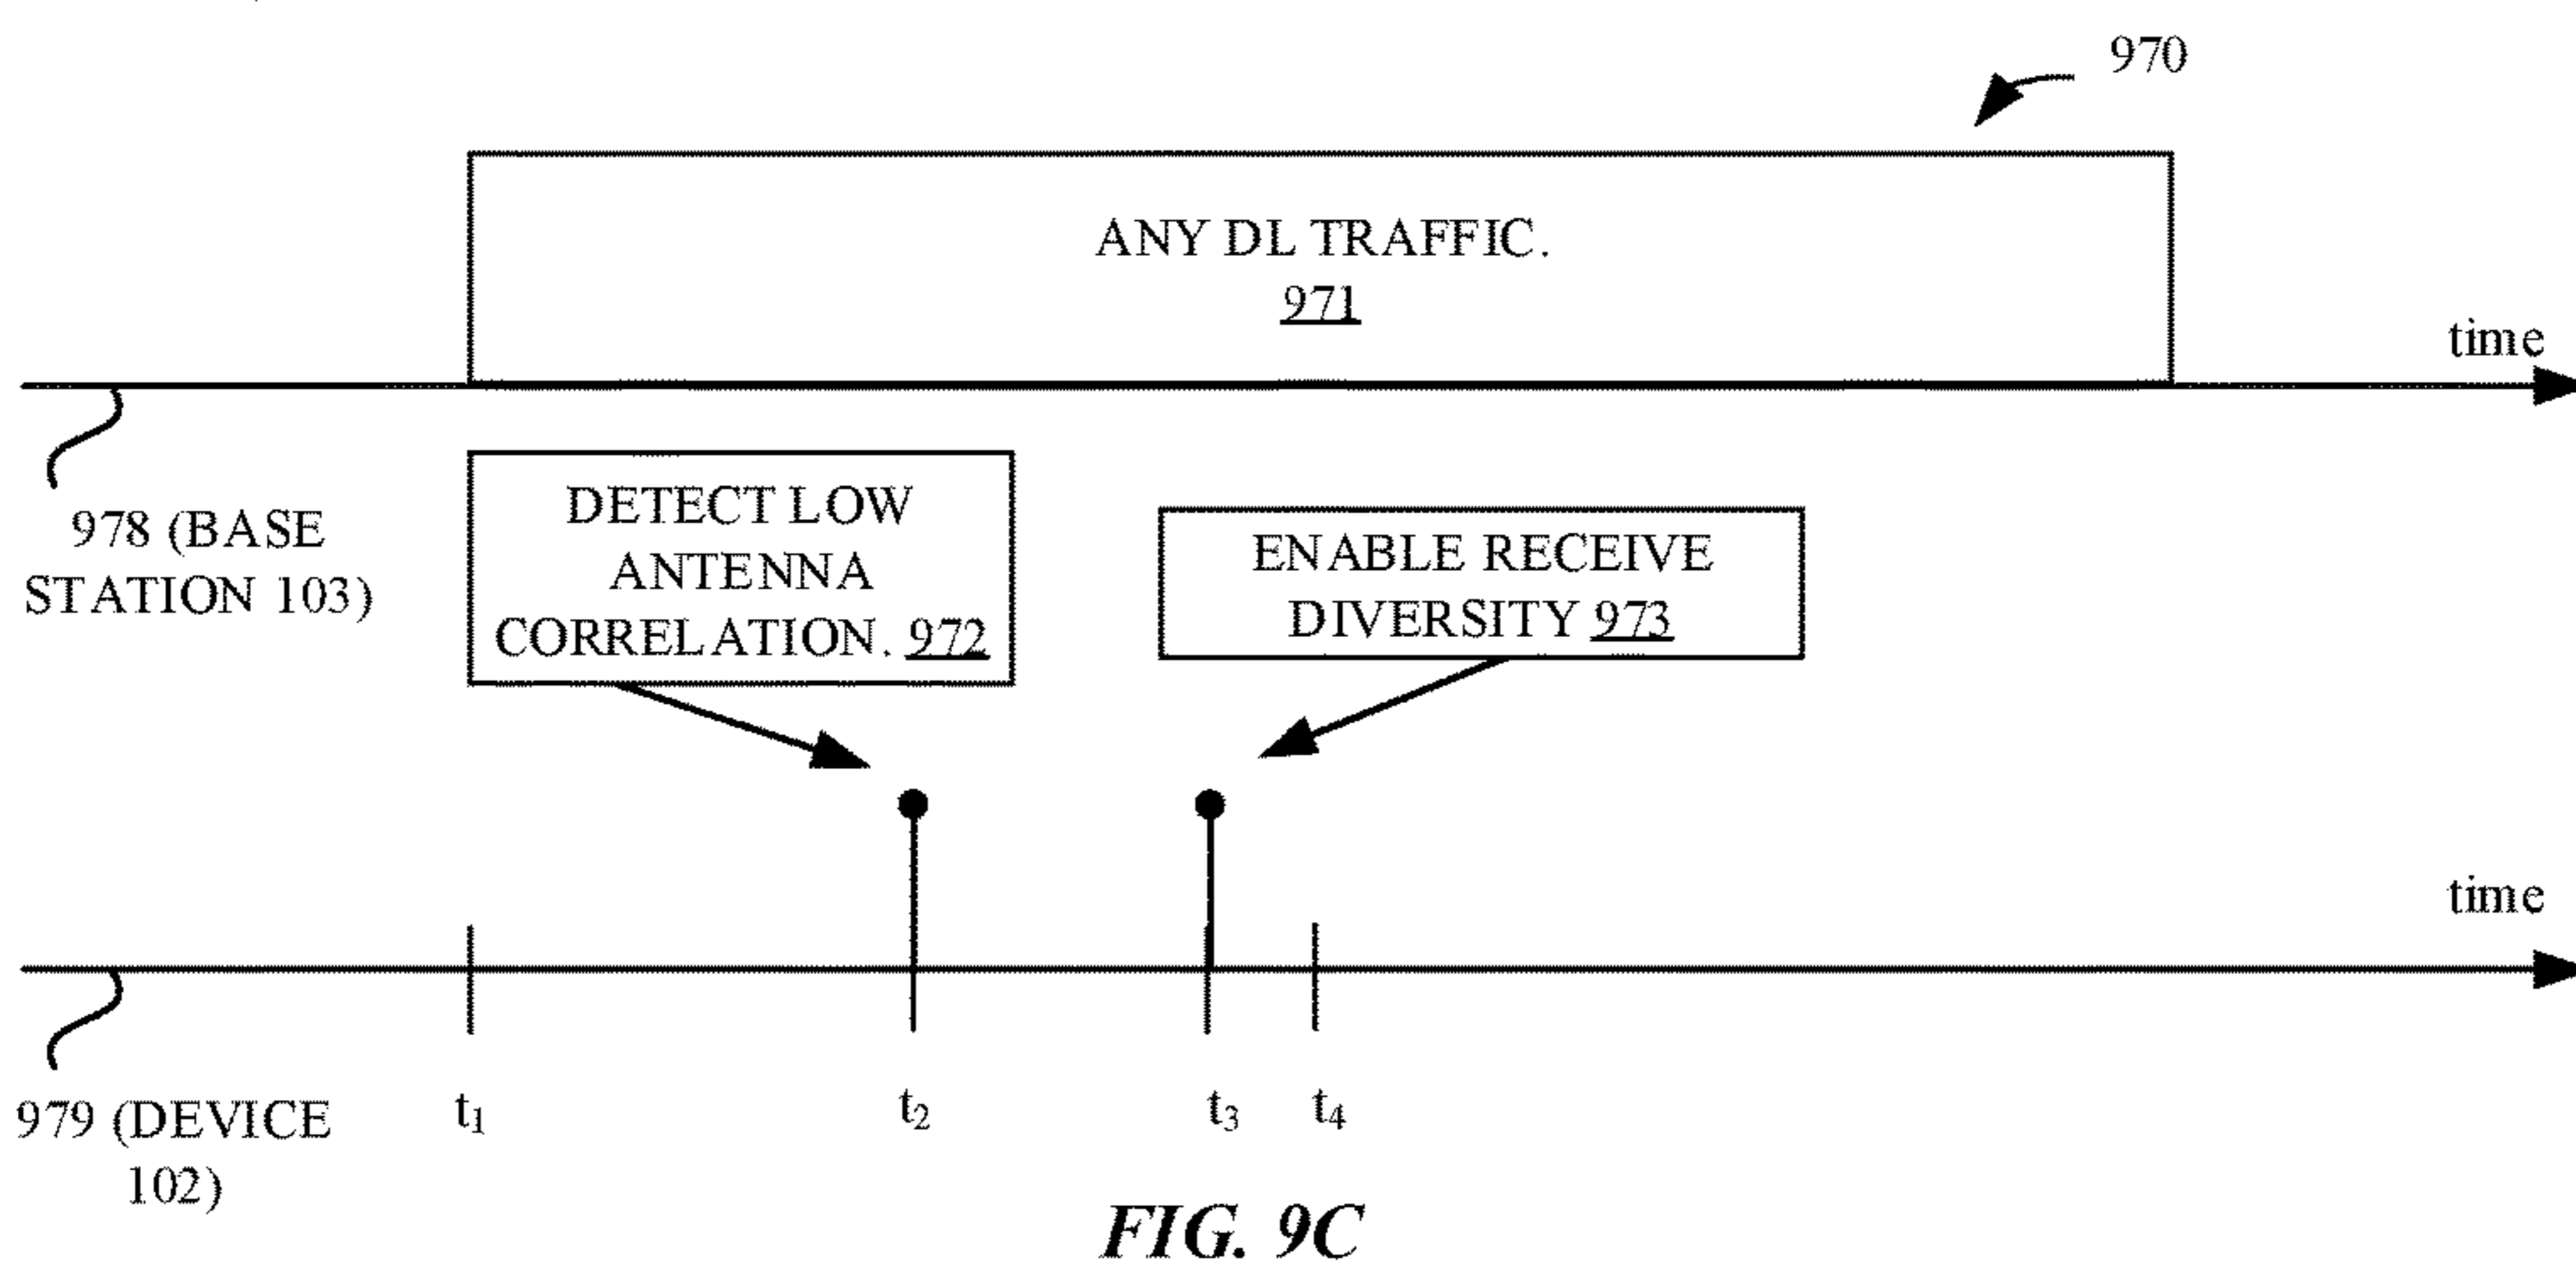 970
ANY DL TRAFFIC.
971
time
978 (BASE
STATION 103)
DETECT LOW
ANTENNA
CORRELATION. 972
ENABLE RECEIVE
DIVERSITY 973
time
979 (DEVICE
102)
t1
t2
t3
t4
FIG. 9C